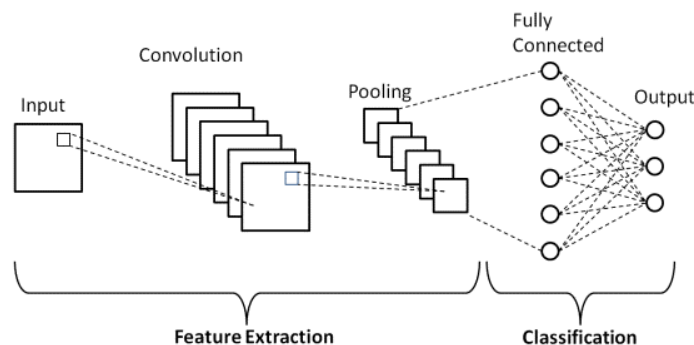 Input
Convolution
Pooling
Fully
Connected
Output
Feature Extraction
Classification